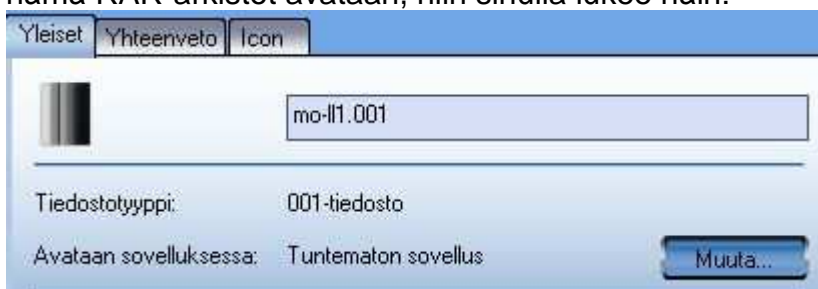 Yleiset Yhteenveto Icon
mo-ll1.001
Tiedostotyyppi: 001-tiedosto
Avataan sovelluksessa: Tuntematon sovellus Muuta...